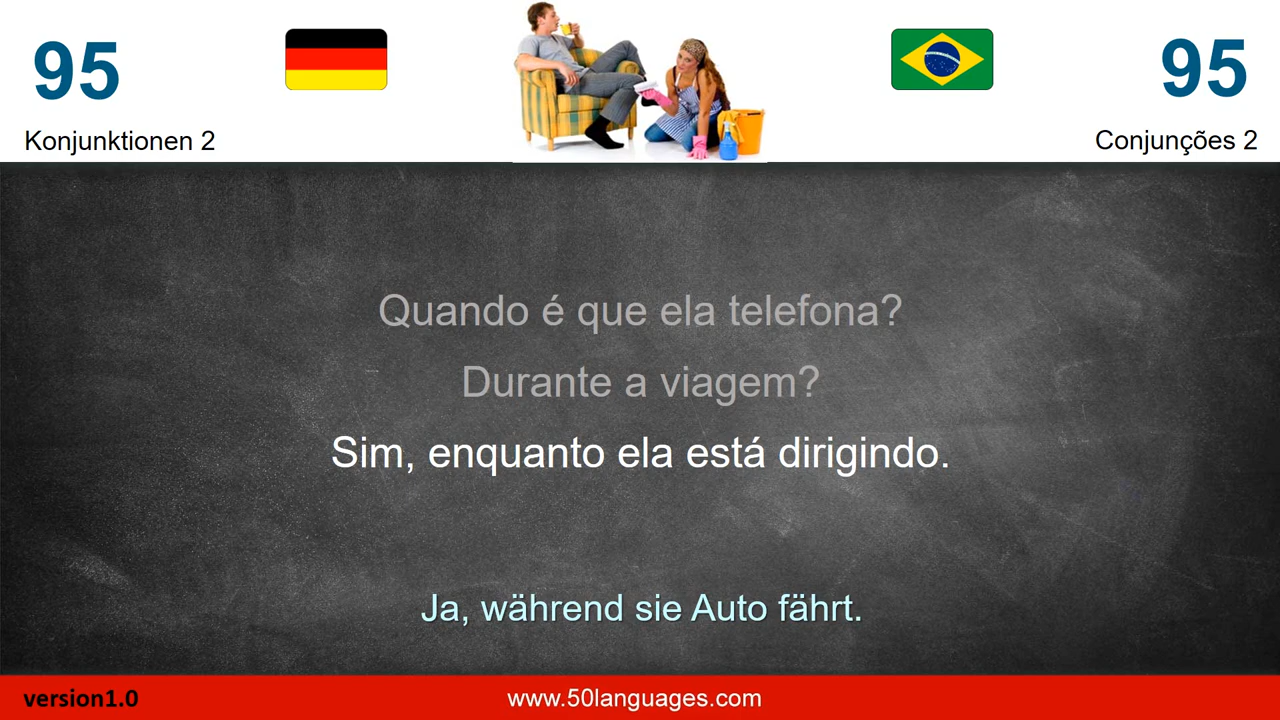 95
95
Konjunktionen 2
Conjunções 2
Quando é que ela telefona?
Durante a viagem?
Sim, enquanto ela está dirigindo.
Ja, während sie Auto fährt.
version1.0
www.50languages.com